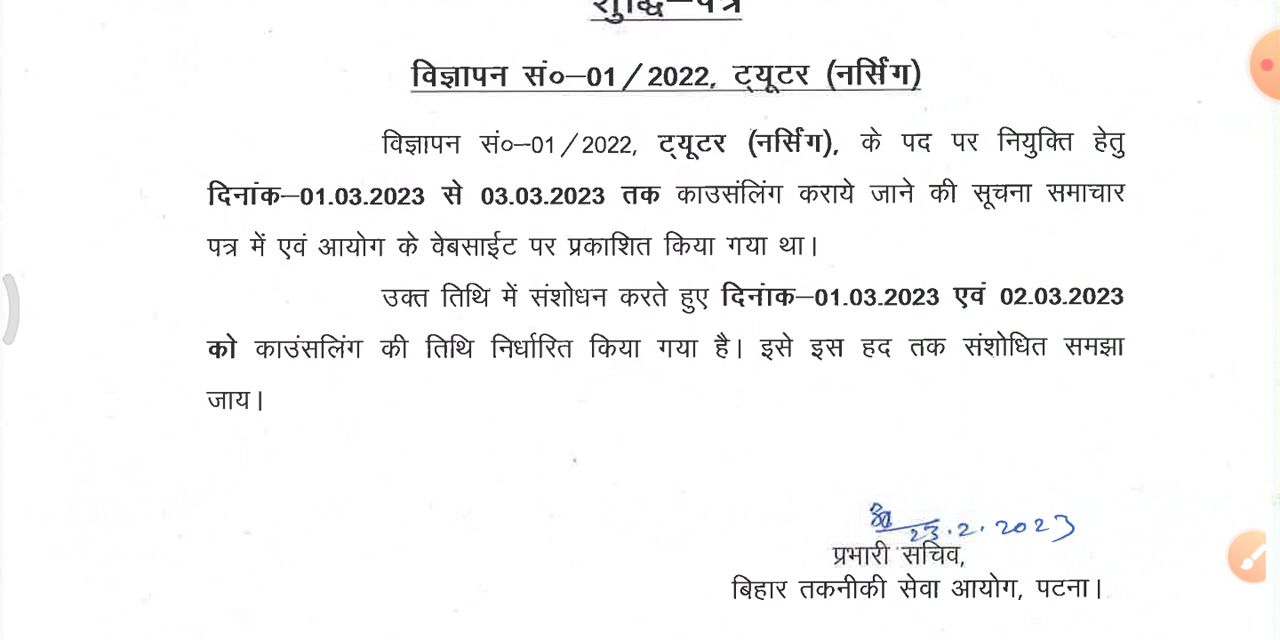 शुद्धि–पत्र
विज्ञापन सं०–01/2022, ट्यूटर (नर्सिंग)
विज्ञापन सं०–01/2022, ट्यूटर (नर्सिंग), के पद पर नियुक्ति हेतु
दिनांक–01.03.2023 से 03.03.2023 तक काउसंलिंग कराये जाने की सूचना समाचार
पत्र में एवं आयोग के वेबसाईट पर प्रकाशित किया गया था।
उक्त तिथि में संशोधन करते हुए दिनांक–01.03.2023 एवं 02.03.2023
को काउंसलिंग की तिथि निर्धारित किया गया है। इसे इस हद तक संशोधित समझा
जाय।
23.2.2023
प्रभारी सचिव,
बिहार तकनीकी सेवा आयोग, पटना।